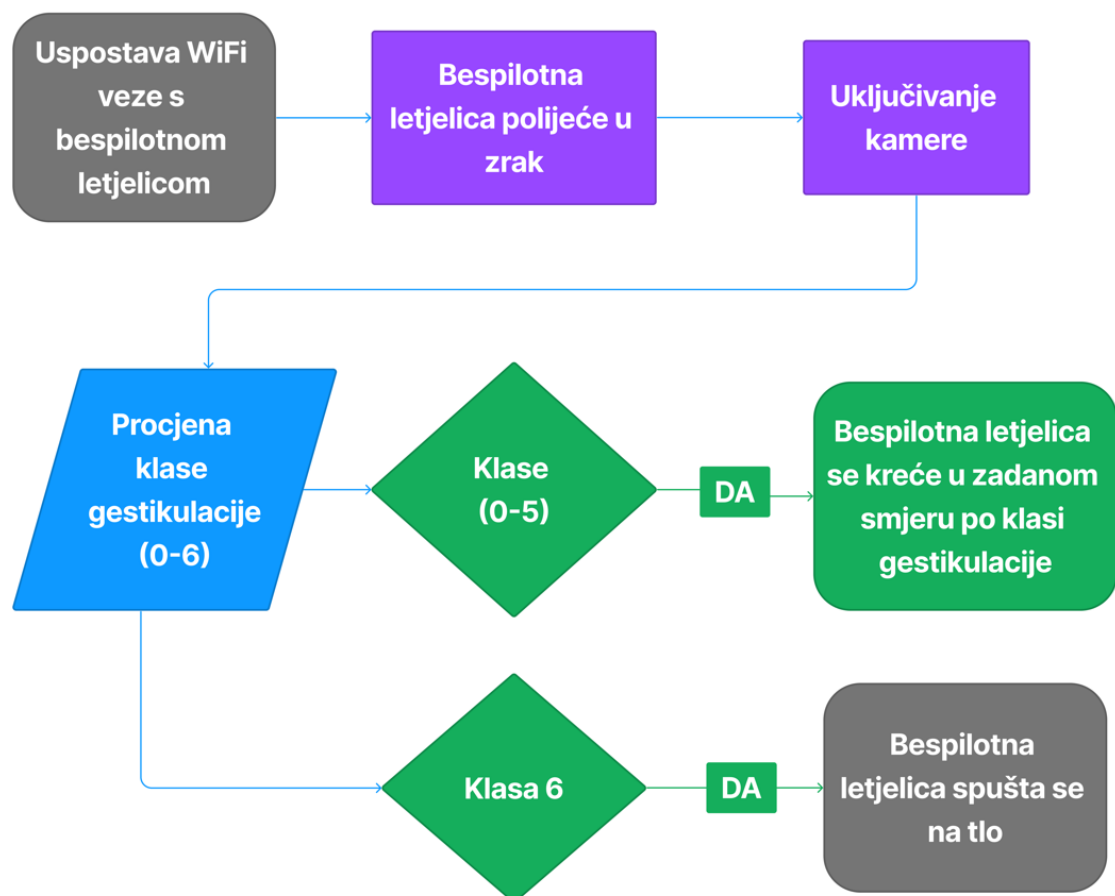 Uspostava WiFi
veze s
bespilotnom
letjelicom
Bespilotna
letjelica polijeće u
zrak
Uključivanje
kamere
Procjena
klase
gestikulacije
(0-6)
Klase
(0-5)
DA
Bespilotna letjelica
se kreće u zadanom
smjeru po klasi
gestikulacije
Klasa 6
DA
Bespilotna
letjelica spušta se
na tlo